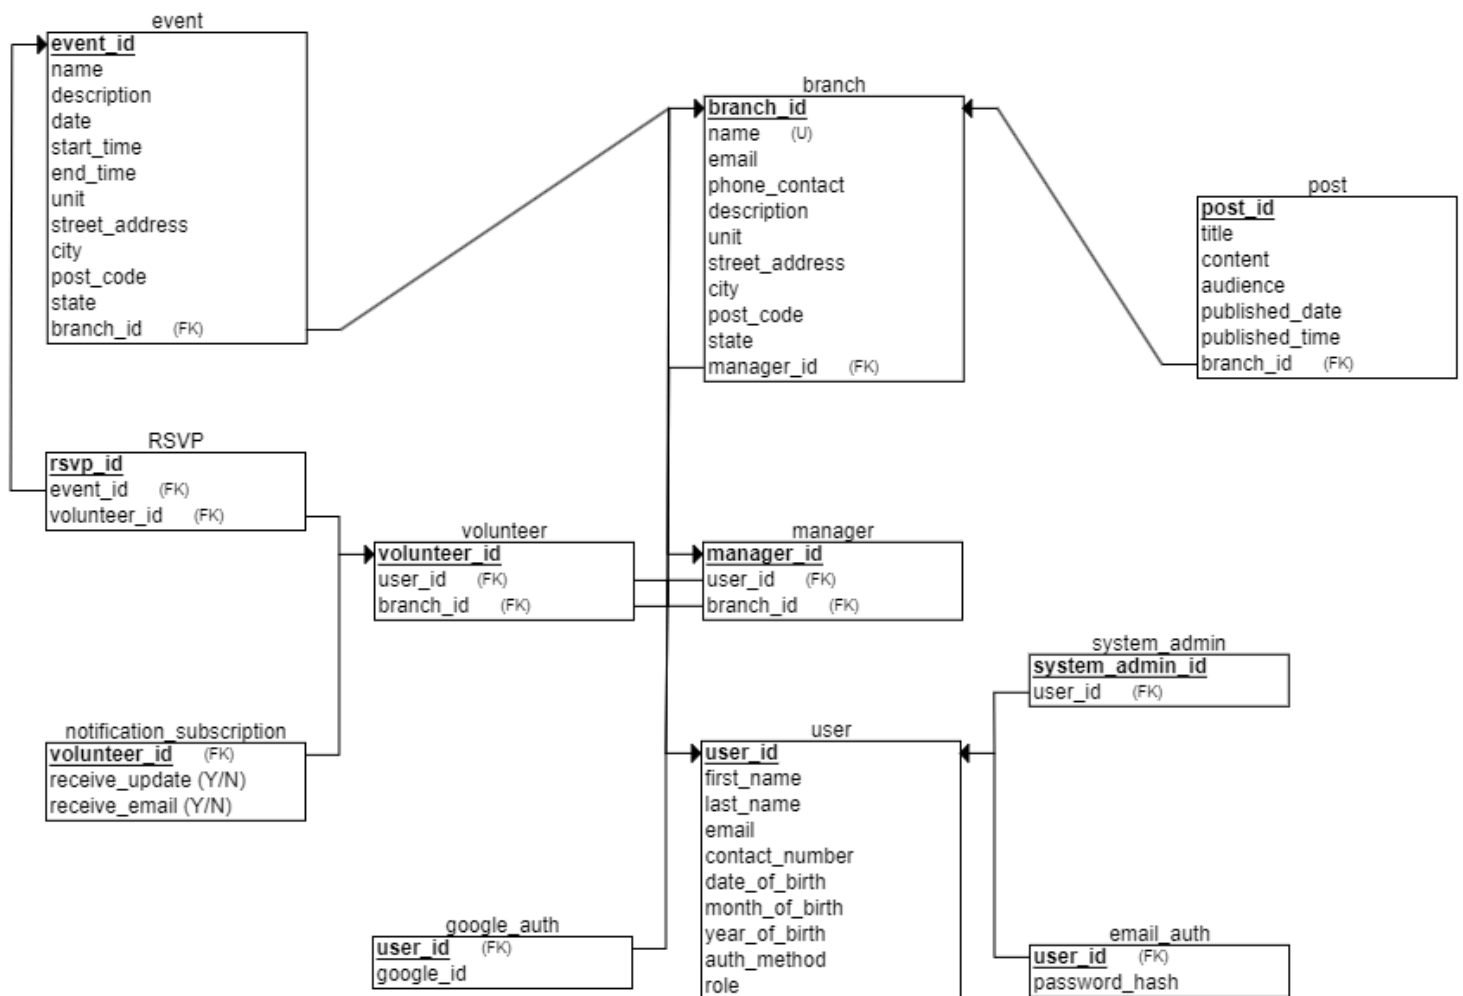 event
event_id
name
description
date
start_time
end_time
unit
street_address
city
post_code
state
branch_id (FK)
branch
branch_id
name (U)
email
phone_contact
description
unit
street_address
city
post_code
state
manager_id (FK)
post
post_id
title
content
audience
published_date
published_time
branch_id (FK)
RSVP
rsvp_id
event_id (FK)
volunteer_id (FK)
volunteer
volunteer_id
user_id (FK)
branch_id (FK)
manager
manager_id
user_id (FK)
branch_id (FK)
system_admin
system_admin_id
user_id (FK)
notification_subscription
volunteer_id (FK)
receive_update (Y/N)
receive_email (Y/N)
user
user_id
first_name
last_name
email
contact_number
date_of_birth
month_of_birth
year_of_birth
auth_method
role
google_auth
user_id (FK)
google_id
email_auth
user_id (FK)
password_hash